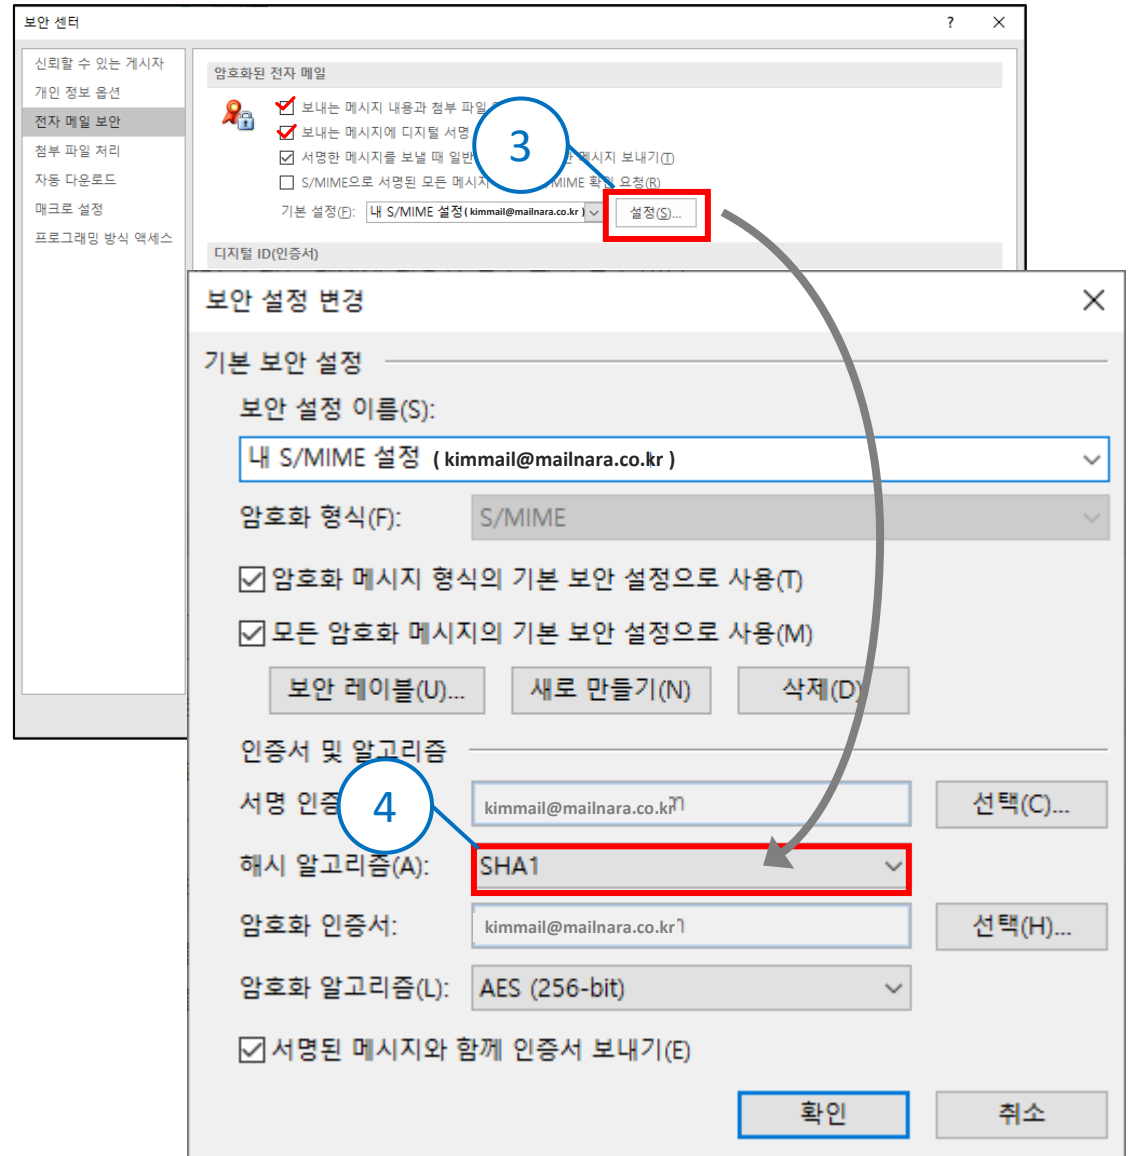 보안 센터
?
신뢰할 수 있는 게시자
개인 정보 옵션
전자 메일 보안
첨부 파일 처리
자동 다운로드
매크로 설정
프로그래밍 방식 액세스
암호화된 전자 메일
보내는 메시지 내용과 첨부 파일
보내는 메시지에 디지털 서명
서명한 메시지를 보낼 때 일반 메시지 보내기(T)
S/MIME으로 서명된 모든 메시지 S/MIME 확인 요청(R)
기본 설정(F): 내 S/MIME 설정 ( kimmail@mailnara.co.kr ) 설정(S)...
3
디지털 ID(인증서)
보안 설정 변경
기본 보안 설정
보안 설정 이름(S):
내 S/MIME 설정 ( kimmail@mailnara.co.kr )
암호화 형식(F): S/MIME
암호화 메시지 형식의 기본 보안 설정으로 사용(T)
모든 암호화 메시지의 기본 보안 설정으로 사용(M)
보안 레이블(U)... 새로 만들기(N) 삭제(D)
인증서 및 알고리즘
4
서명 인증 kimmail@mailnara.co.kr 선택(C)...
해시 알고리즘(A): SHA1
암호화 인증서: kimmail@mailnara.co.kr 선택(H)...
암호화 알고리즘(L): AES (256-bit)
서명된 메시지와 함께 인증서 보내기(E)
확인 취소